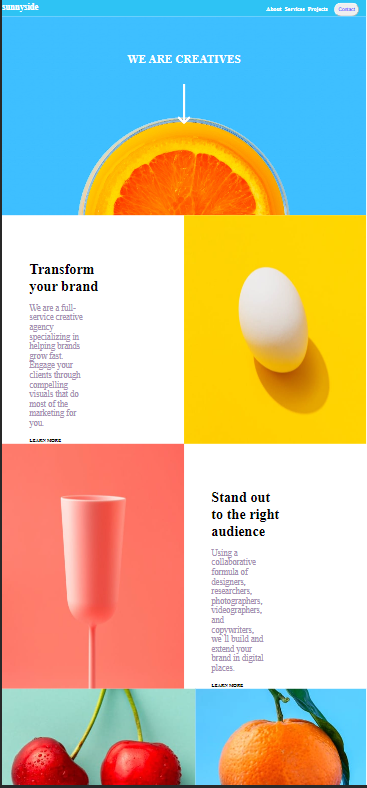 sunnyside
About Services Projects Contact
WE ARE CREATIVES
Transform
your brand
We are a full-
service creative
agency
specializing in
helping brands
grow fast.
Engage your
clients through
compelling
visuals that do
most of the
marketing for
you.
LEARN MORE
Stand out
to the right
audience
Using a
collaborative
formula of
designers,
researchers,
photographers,
videographers,
and
copywriters,
we'll build and
extend your
brand in digital
places.
LEARN MORE